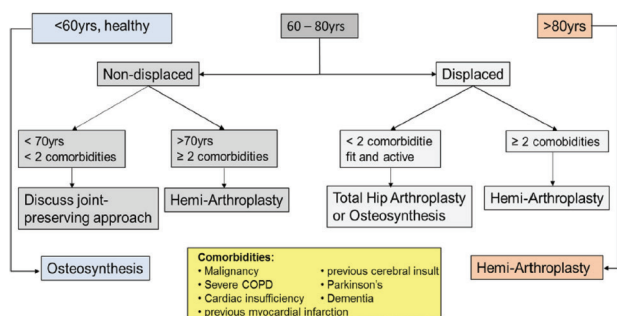 <60yrs, healthy
60 – 80yrs
>80yrs
Non-displaced
Displaced
< 70yrs
< 2 comorbidities
>70yrs
≥ 2 comorbidities
< 2 comorbiditie
fit and active
≥ 2 comobidities
Discuss joint-
preserving approach
Hemi-Arthroplasty
Total Hip Arthroplasty
or Osteosynthesis
Hemi-Arthroplasty
Osteosynthesis
Comorbidities:
• Malignancy
• Severe COPD
• Cardiac insufficiency
• previous myocardial infarction
• previous cerebral insult
• Parkinson's
• Dementia
Hemi-Arthroplasty